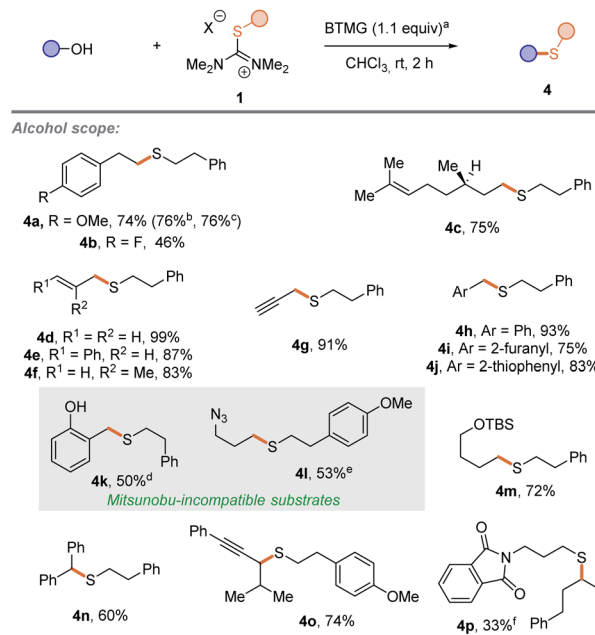 OH + X⊖ S Me₂N NMe₂ ⊕ BTMG (1.1 equiv)ᵃ S
CHCl₃, rt, 2 h
1 4
Alcohol scope:
R S Ph
4a, R = OMe, 74% (76%ᵇ, 76%ᶜ)
4b, R = F, 46%
Me Me Me H S Ph
4c, 75%
R¹ R² S Ph
4d, R¹ = R² = H, 99%
4e, R¹ = Ph, R² = H, 87%
4f, R¹ = H, R² = Me, 83%
S Ph
4g, 91%
Ar S Ph
4h, Ar = Ph, 93%
4i, Ar = 2-furanyl, 75%
4j, Ar = 2-thiophenyl, 83%
OH S Ph
4k, 50%ᵈ
N₃ S OMe
4l, 53%ᵉ
Mitsunobu-incompatible substrates
OTBS S Ph
4m, 72%
Ph Ph S Ph
4n, 60%
Ph S Me Me OMe
4o, 74%
O N O S Ph
4p, 33%ᶠ